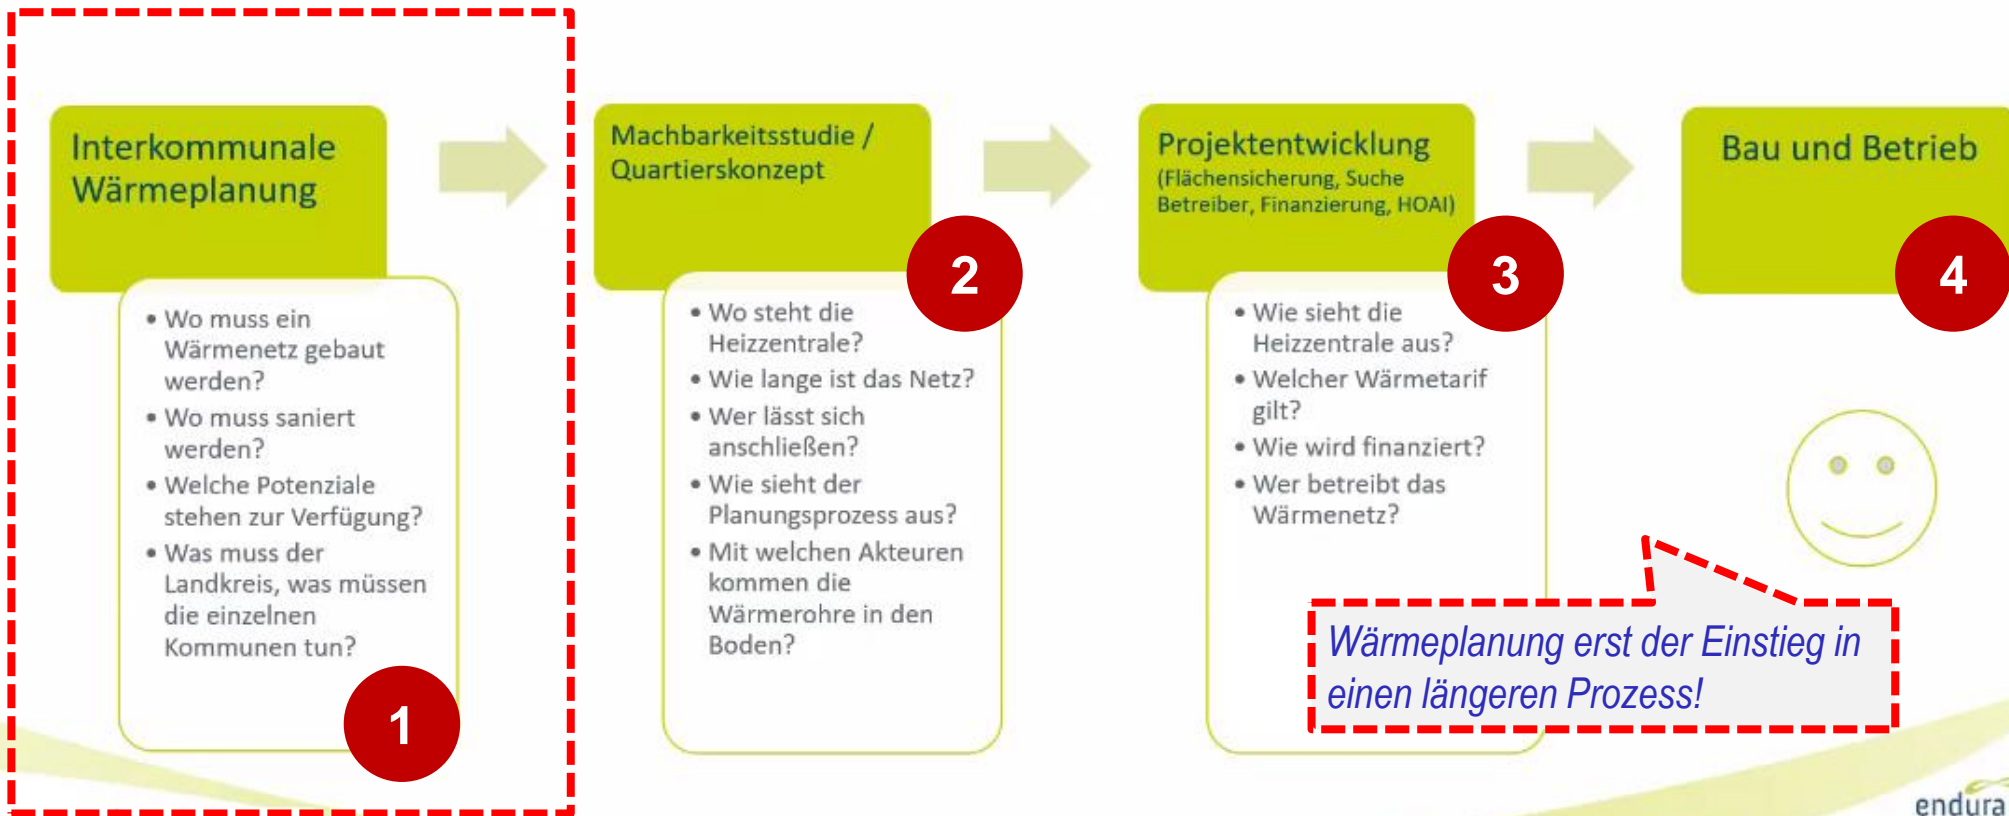 Interkommunale
Wärmeplanung
• Wo muss ein
Wärmenetz gebaut
werden?
• Wo muss saniert
werden?
• Welche Potenziale
stehen zur Verfügung?
• Was muss der
Landkreis, was müssen
die einzelnen
Kommunen tun?
1
Machbarkeitsstudie /
Quartierskonzept
2
• Wo steht die
Heizzentrale?
• Wie lange ist das Netz?
• Wer lässt sich
anschließen?
• Wie sieht der
Planungsprozess aus?
• Mit welchen Akteuren
kommen die
Wärmerohre in den
Boden?
Projektentwicklung
(Flächensicherung, Suche
Betreiber, Finanzierung, HOAI)
3
• Wie sieht die
Heizzentrale aus?
• Welcher Wärmetarif
gilt?
• Wie wird finanziert?
• Wer betreibt das
Wärmenetz?
Bau und Betrieb
4
Wärmeplanung erst der Einstieg in
einen längeren Prozess!
endura